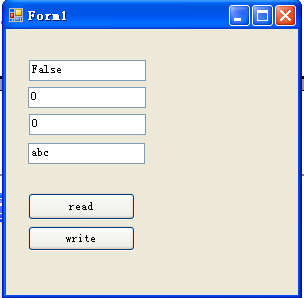 Form1
False
0
0
abc
read
write